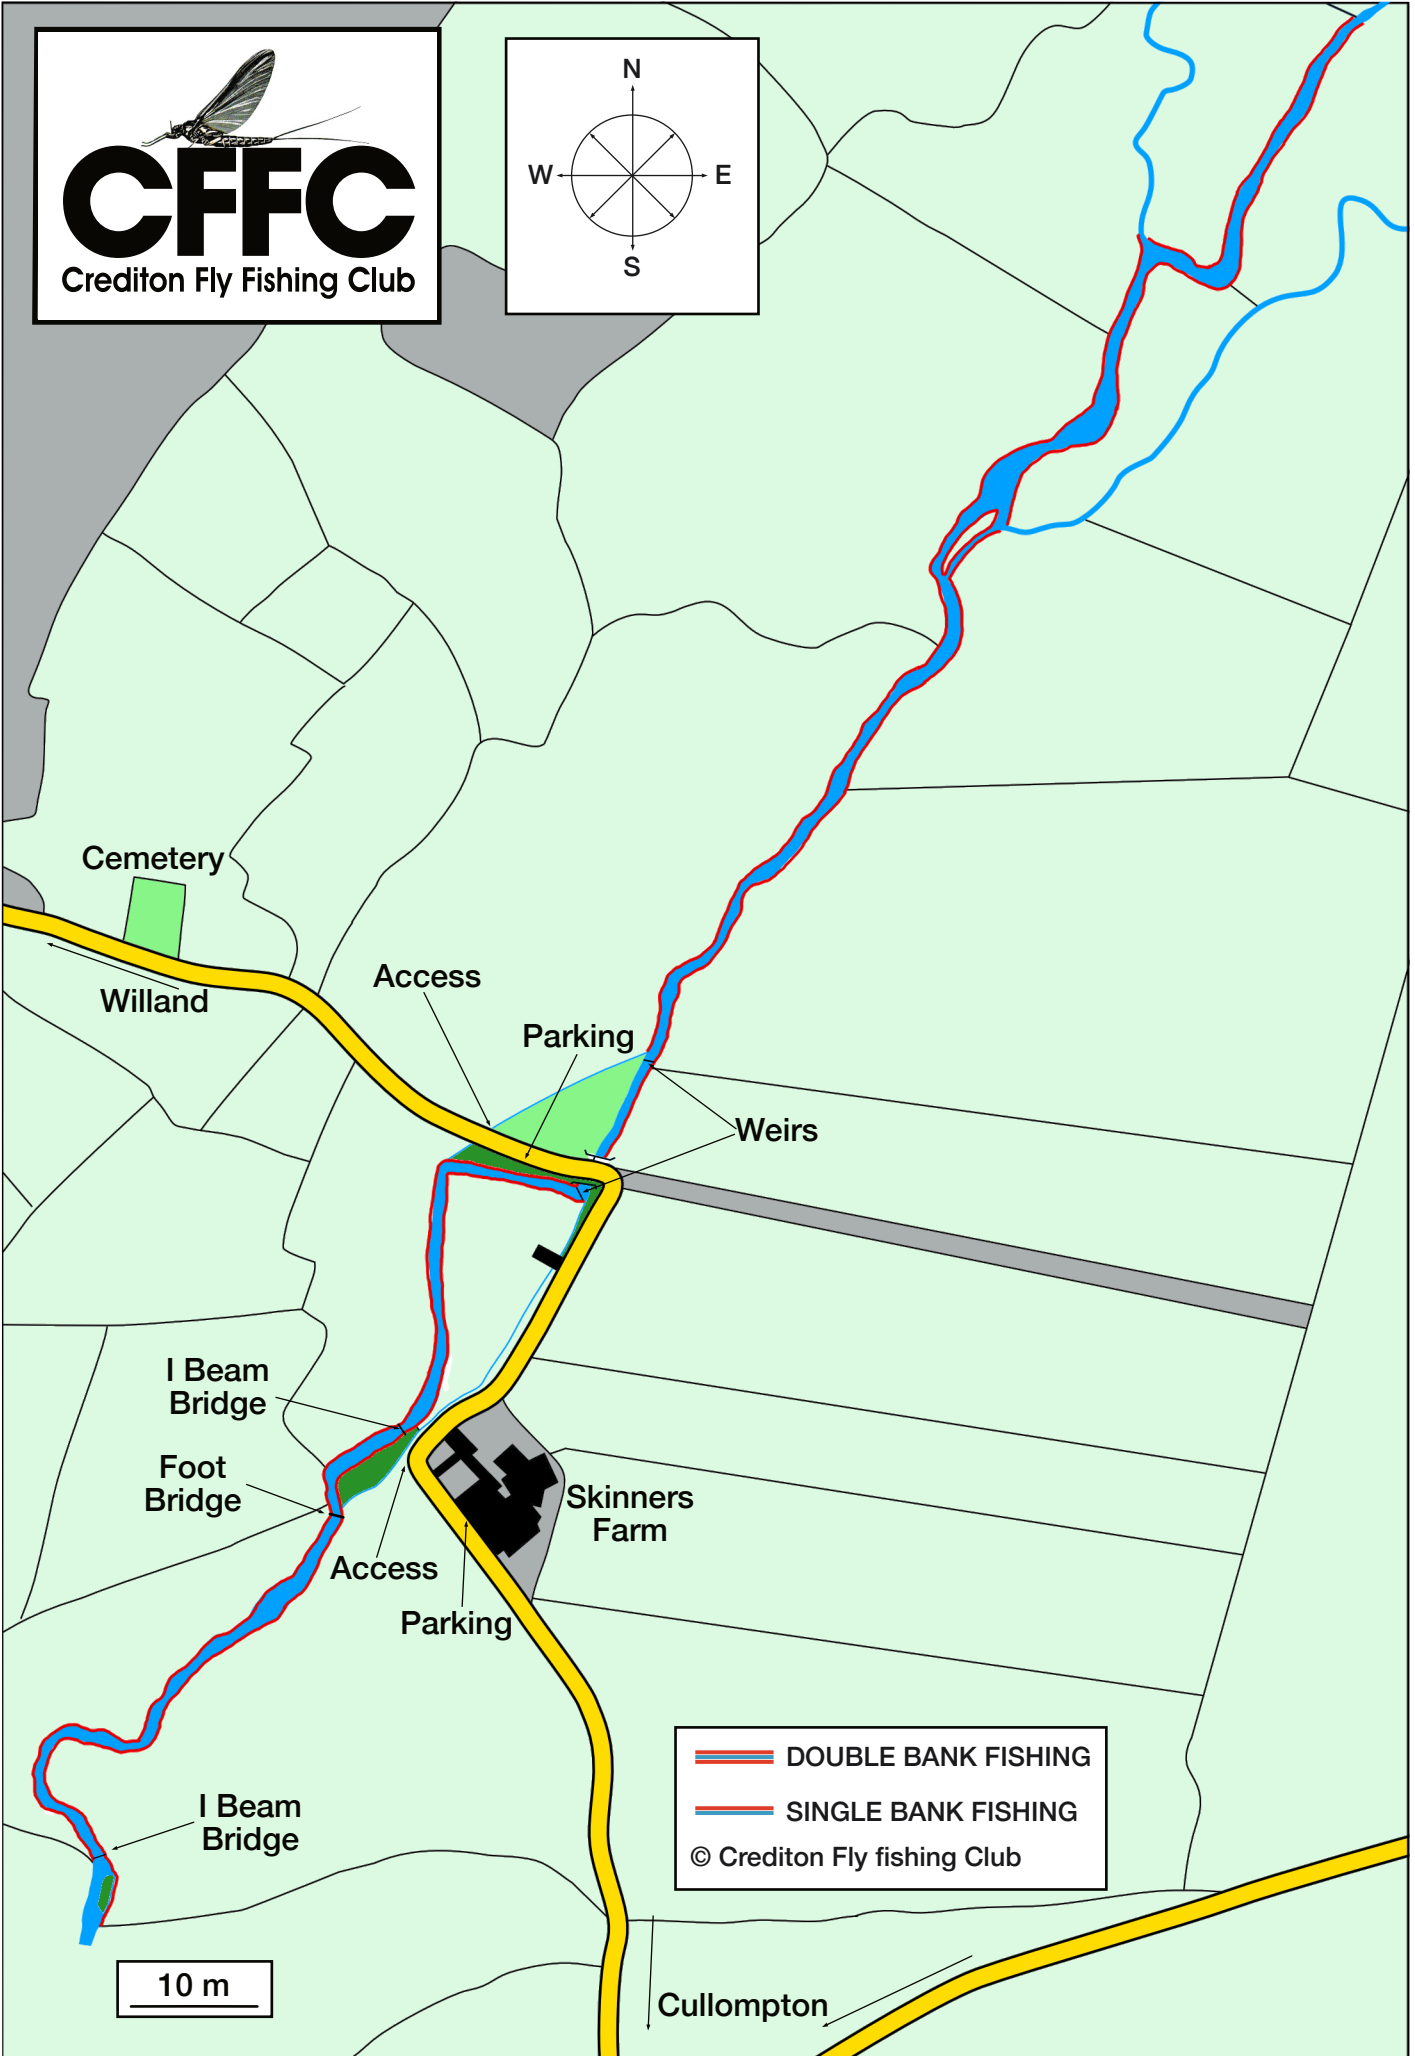 CFFC
Crediton Fly Fishing Club
N
W
E
S
Cemetery
Willand
Access
Parking
Weirs
I Beam
Bridge
Foot
Bridge
Skinners
Farm
Access
Parking
I Beam
Bridge
DOUBLE BANK FISHING
SINGLE BANK FISHING
© Crediton Fly fishing Club
10 m
Cullompton